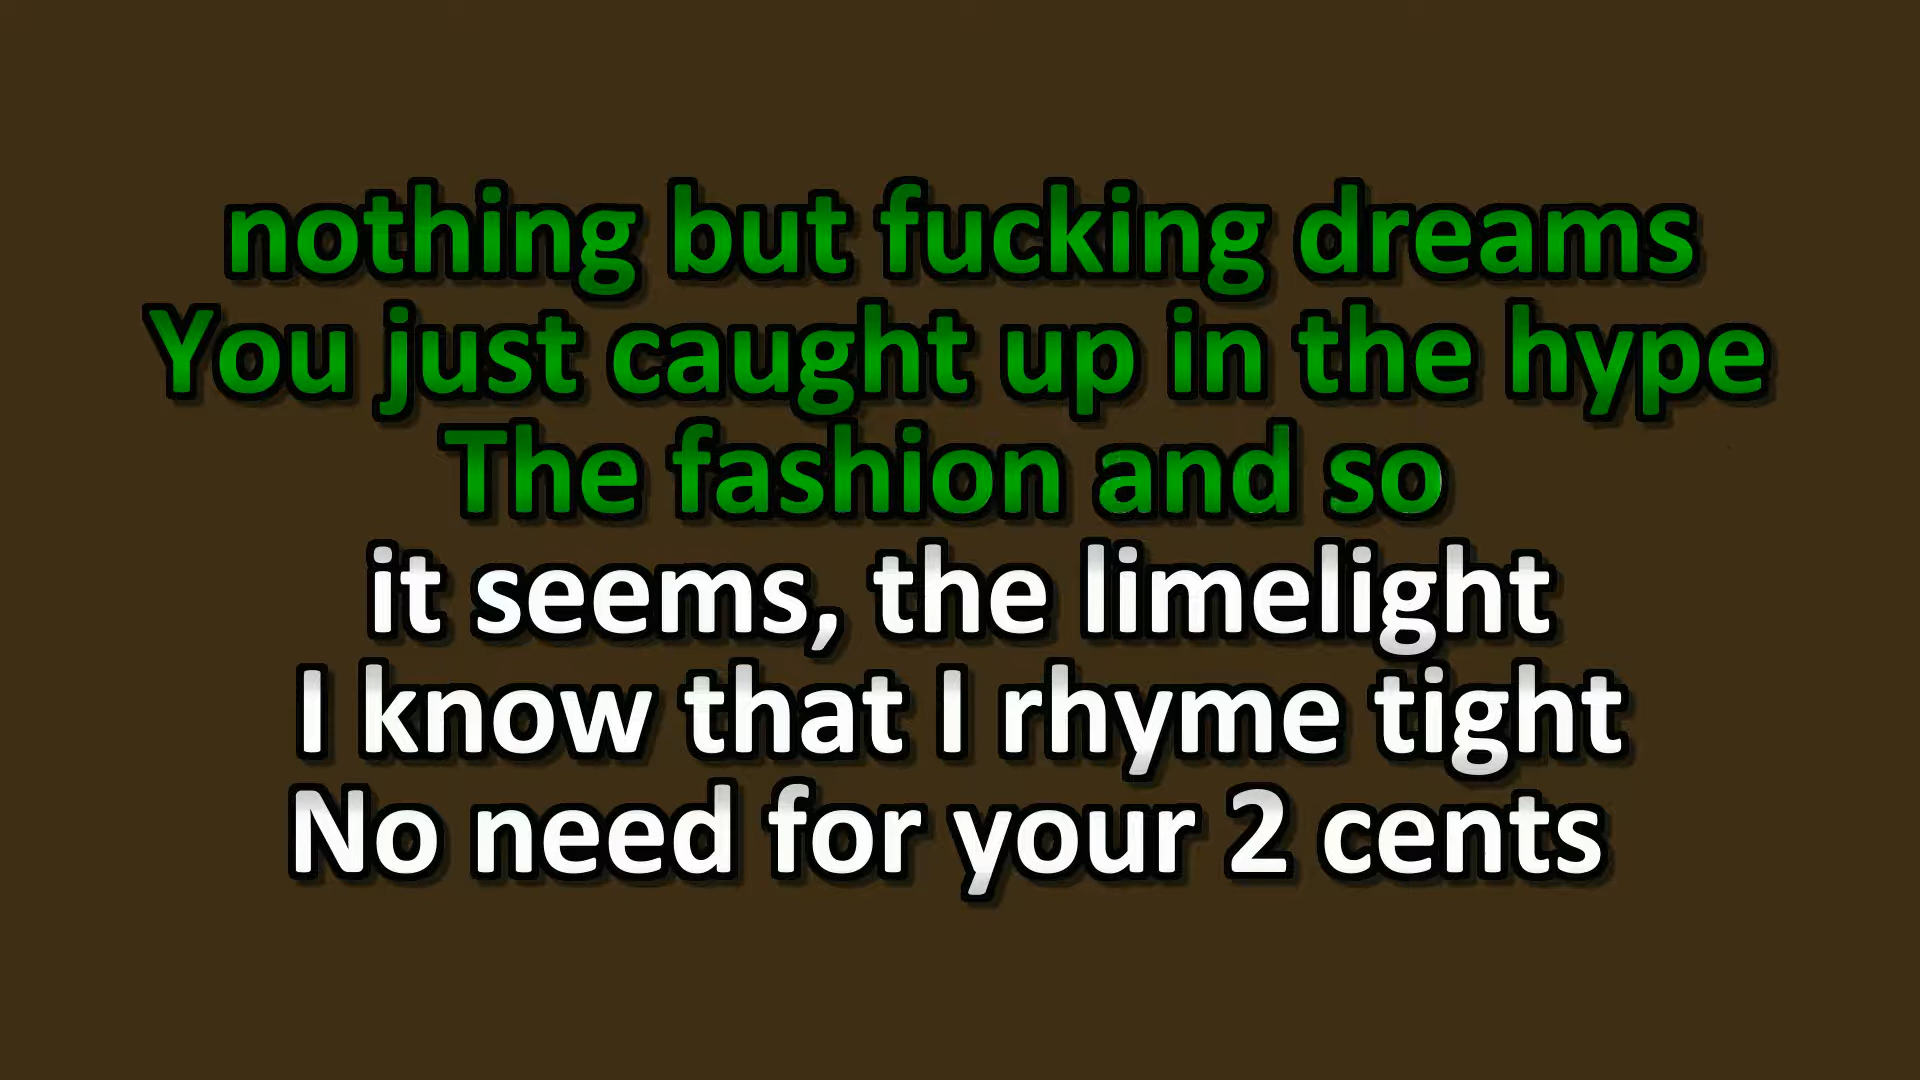 nothing but fucking dreams
You just caught up in the hype
The fashion and so
it seems, the limelight
I know that I rhyme tight
No need for your 2 cents